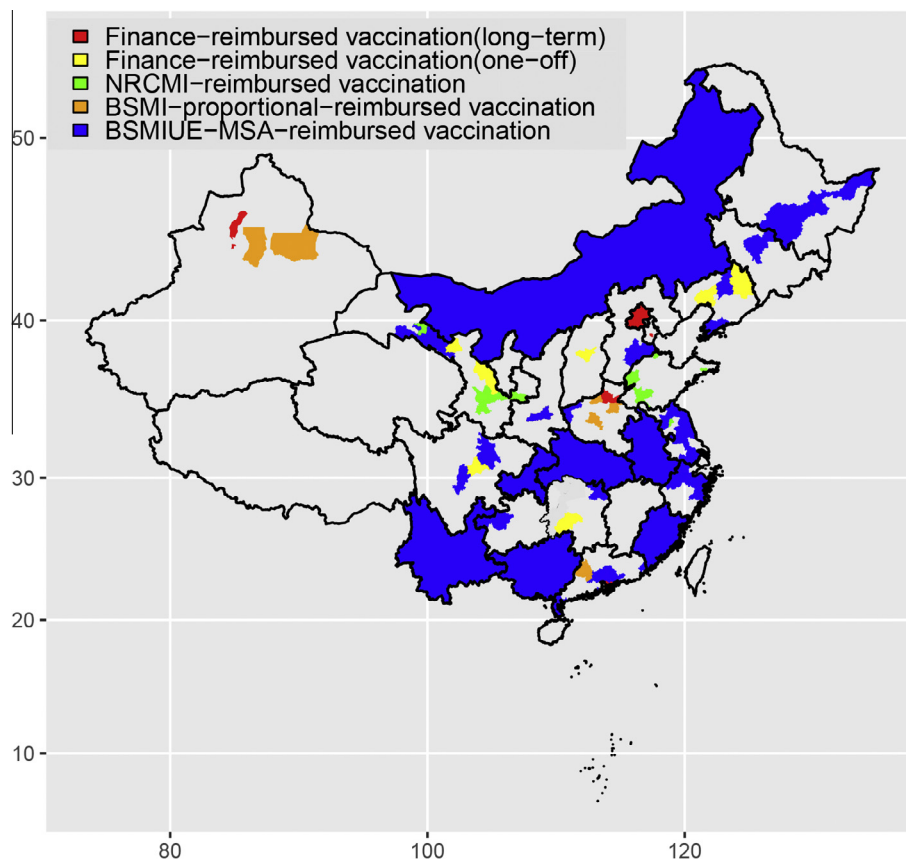 Finance-reimbursed vaccination(long-term)
Finance-reimbursed vaccination(one-off)
NRCMI-reimbursed vaccination
BSMI-proportional-reimbursed vaccination
BSMIUE-MSA-reimbursed vaccination
50
40
30
20
10
80 100 120